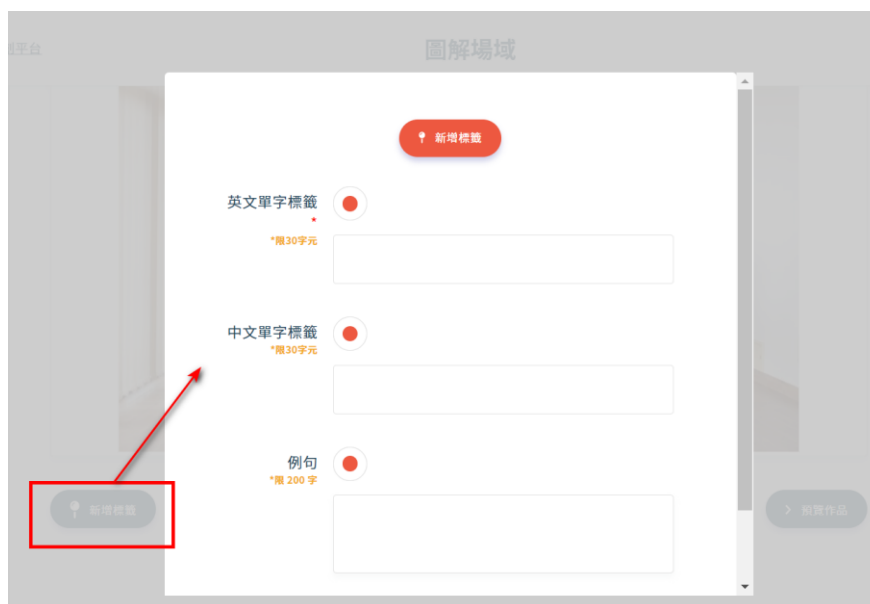 平台
圖解場域
新增標籤
英文單字標籤
*
*限30字元
中文單字標籤
*限30字元
例句
*限 200 字
新增標籤
預覽作品